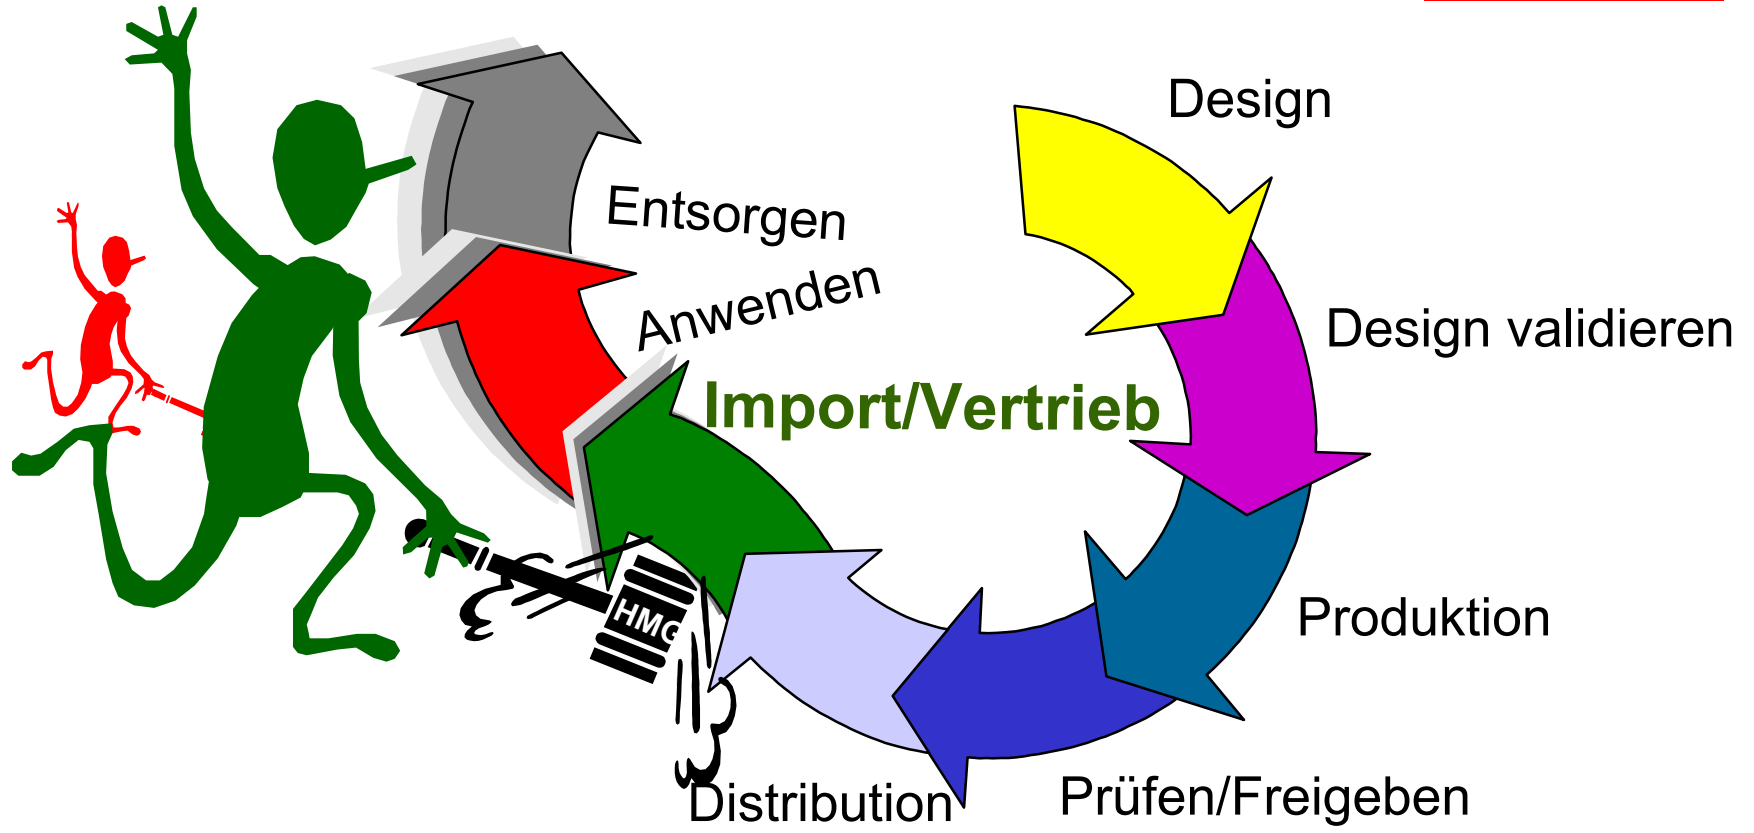 Design
Entsorgen
Anwenden
Design validieren
Import/Vertrieb
HMG
Produktion
Distribution
Prüfen/Freigeben